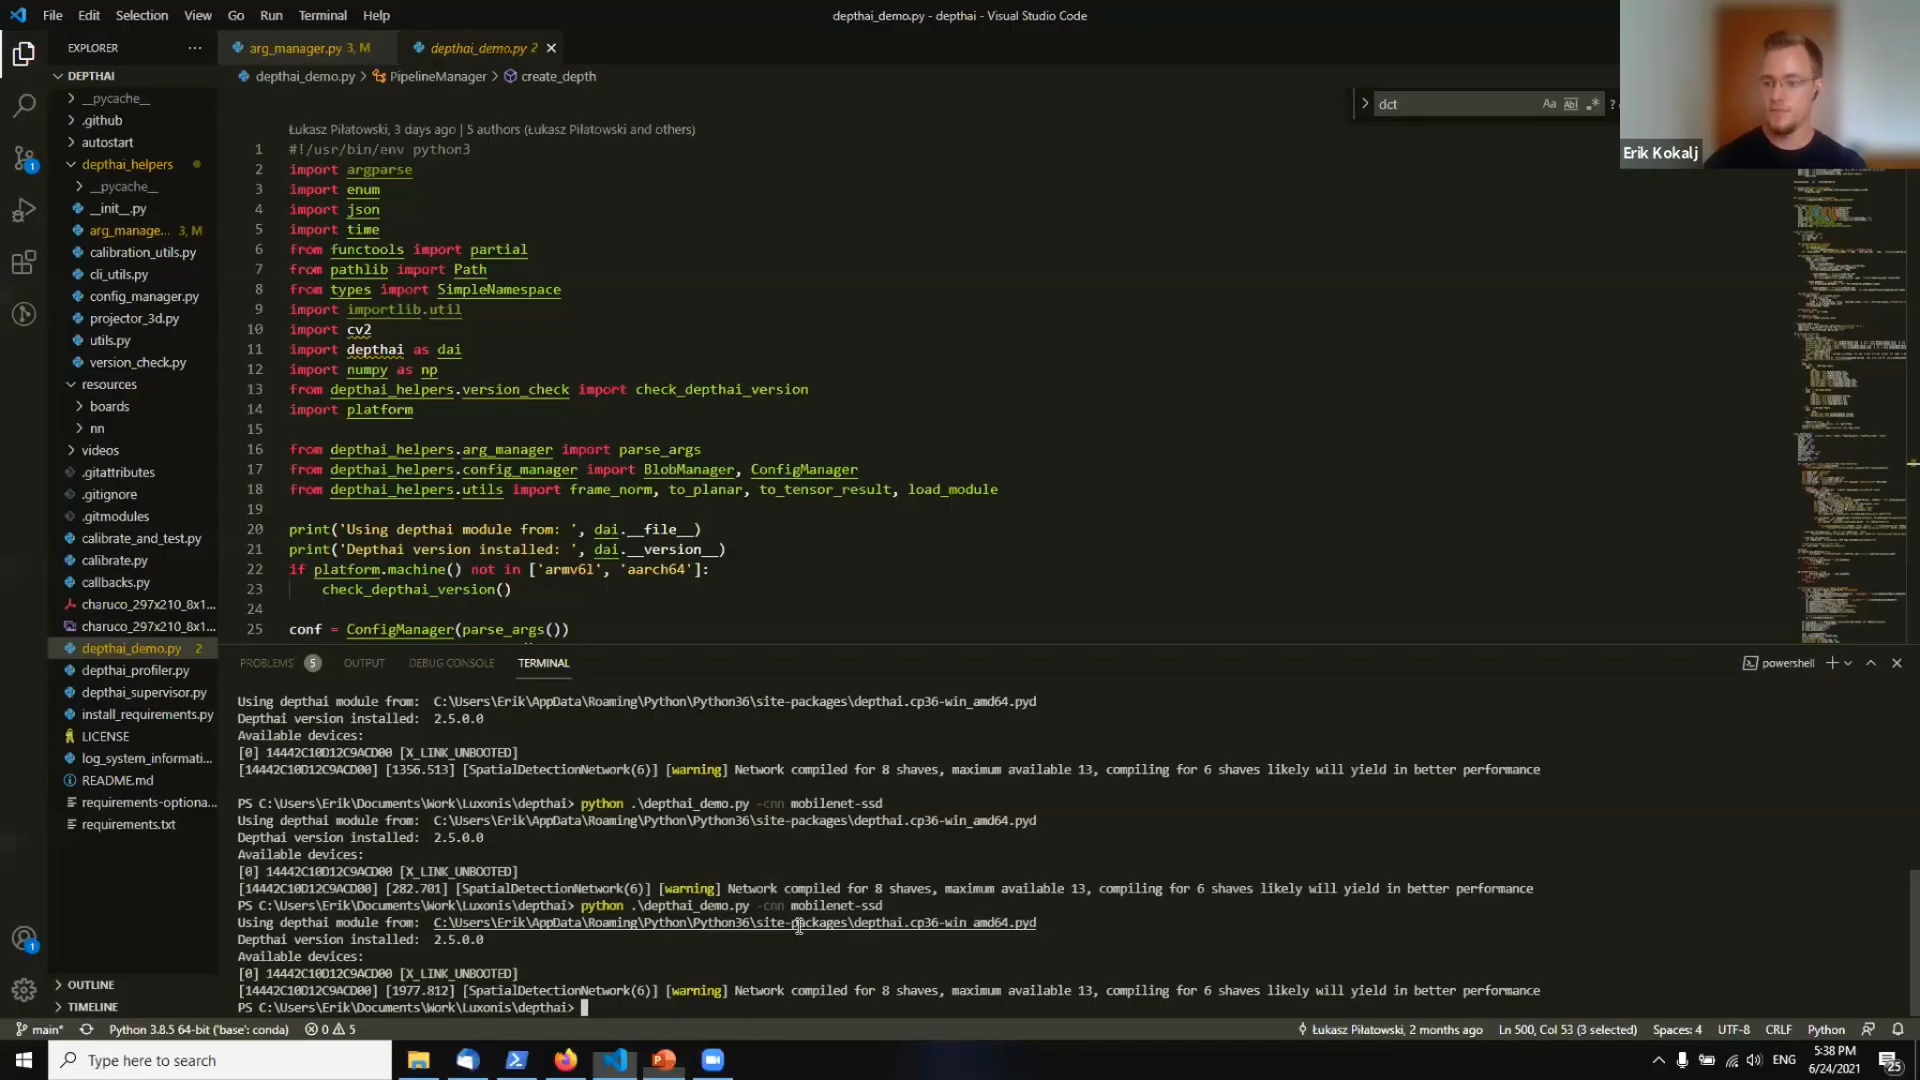 File Edit Selection View Go Run Terminal Help
depthai_demo.py - depthai - Visual Studio Code
EXPLORER
DEPTHAI
__pycache__
.github
autostart
depthai_helpers
__pycache__
__init__.py
arg_manage... 3, M
calibration_utils.py
cli_utils.py
config_manager.py
projector_3d.py
utils.py
version_check.py
resources
boards
nn
videos
.gitattributes
.gitignore
.gitmodules
calibrate_and_test.py
calibrate.py
callbacks.py
charuco_297x210_8x1...
charuco_297x210_8x1...
depthai_demo.py 2
depthai_profiler.py
depthai_supervisor.py
install_requirements.py
LICENSE
log_system_informati...
README.md
requirements-optiona...
requirements.txt
OUTLINE
TIMELINE
arg_manager.py 3, M
depthai_demo.py 2
depthai_demo.py > PipelineManager > create_depth
dct
Erik Kokalj
Łukasz Piłatowski, 3 days ago | 5 authors (Łukasz Piłatowski and others)
1 #!/usr/bin/env python3
2 import argparse
3 import enum
4 import json
5 import time
6 from functools import partial
7 from pathlib import Path
8 from types import SimpleNamespace
9 import importlib.util
10 import cv2
11 import depthai as dai
12 import numpy as np
13 from depthai_helpers.version_check import check_depthai_version
14 import platform
15
16 from depthai_helpers.arg_manager import parse_args
17 from depthai_helpers.config_manager import BlobManager, ConfigManager
18 from depthai_helpers.utils import frame_norm, to_planar, to_tensor_result, load_module
19
20 print('Using depthai module from: ', dai.__file__)
21 print('Depthai version installed: ', dai.__version__)
22 if platform.machine() not in ['armv6l', 'aarch64']:
23 check_depthai_version()
24
25 conf = ConfigManager(parse_args())
PROBLEMS 5 OUTPUT DEBUG CONSOLE TERMINAL
powershell
Using depthai module from:  C:\Users\Erik\AppData\Roaming\Python\Python36\site-packages\depthai.cp36-win_amd64.pyd
Depthai version installed:  2.5.0.0
Available devices:
[0] 14442C10D12C9ACD00 [X_LINK_UNBOOTED]
[14442C10D12C9ACD00] [1356.513] [SpatialDetectionNetwork(6)] [warning] Network compiled for 8 shaves, maximum available 13, compiling for 6 shaves likely will yield in better performance
PS C:\Users\Erik\Documents\Work\Luxonis\depthai> python .\depthai_demo.py -cnn mobilenet-ssd
Using depthai module from:  C:\Users\Erik\AppData\Roaming\Python\Python36\site-packages\depthai.cp36-win_amd64.pyd
Depthai version installed:  2.5.0.0
Available devices:
[0] 14442C10D12C9ACD00 [X_LINK_UNBOOTED]
[14442C10D12C9ACD00] [282.701] [SpatialDetectionNetwork(6)] [warning] Network compiled for 8 shaves, maximum available 13, compiling for 6 shaves likely will yield in better performance
PS C:\Users\Erik\Documents\Work\Luxonis\depthai> python .\depthai_demo.py -cnn mobilenet-ssd
Using depthai module from:  C:\Users\Erik\AppData\Roaming\Python\Python36\site-packages\depthai.cp36-win_amd64.pyd
Depthai version installed:  2.5.0.0
Available devices:
[0] 14442C10D12C9ACD00 [X_LINK_UNBOOTED]
[14442C10D12C9ACD00] [1977.812] [SpatialDetectionNetwork(6)] [warning] Network compiled for 8 shaves, maximum available 13, compiling for 6 shaves likely will yield in better performance
PS C:\Users\Erik\Documents\Work\Luxonis\depthai>
main* Python 3.8.5 64-bit ('base': conda) 0 5
Łukasz Piłatowski, 2 months ago Ln 500, Col 53 (3 selected) Spaces: 4 UTF-8 CRLF Python
Type here to search
ENG
5:38 PM
6/24/2021
25